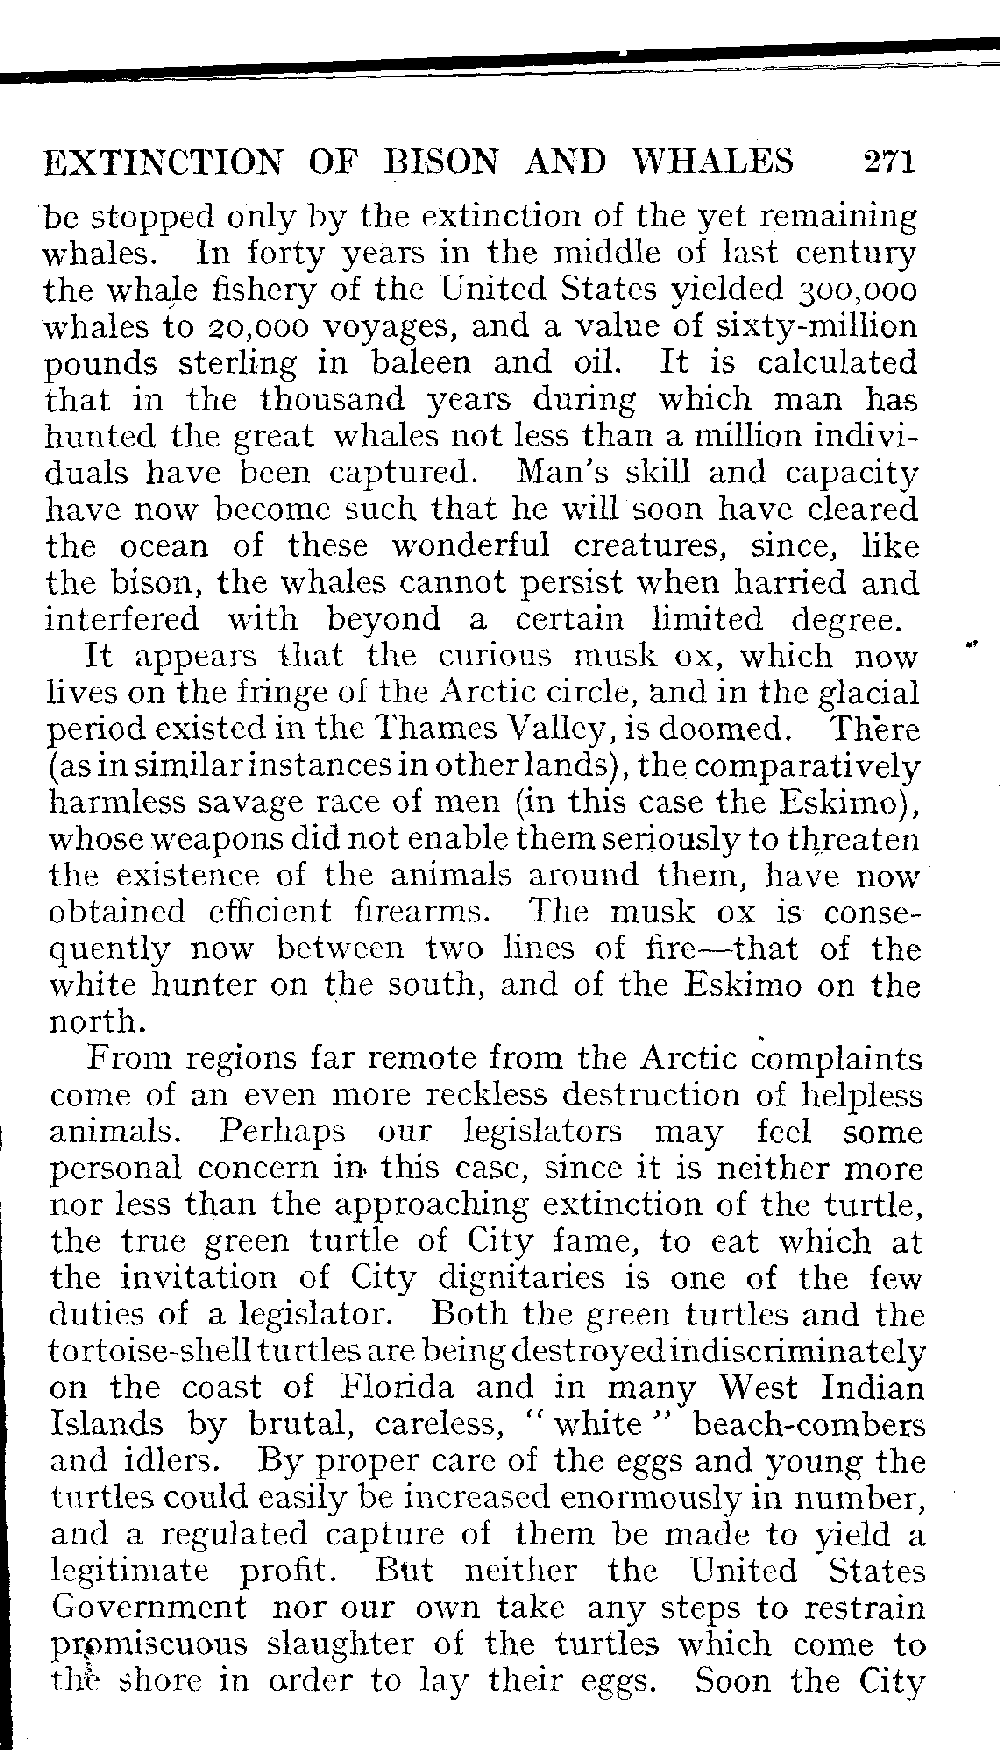 EXTINCTION OF BISON AND WHALES 271
be stopped only by the extinction of the yet remaining
whales. In forty years in the middle of last century
the whale fishery of the United States yielded 300,000
whales to 20,000 voyages, and a value of sixty-million
pounds sterling in baleen and oil. It is calculated
that in the thousand years during which man has
hunted the great whales not less than a million indivi-
duals have been captured. Man's skill and capacity
have now become such that he will soon have cleared
the ocean of these wonderful creatures, since, like
the bison, the whales cannot persist when harried and
interfered with beyond a certain limited degree.
It appears that the curious musk ox, which now
lives on the fringe of the Arctic circle, and in the glacial
period existed in the Thames Valley, is doomed. There
(as in similar instances in other lands), the comparatively
harmless savage race of men (in this case the Eskimo),
whose weapons did not enable them seriously to threaten
the existence of the animals around them, have now
obtained efficient firearms. The musk ox is conse-
quently now between two lines of fire—that of the
white hunter on the south, and of the Eskimo on the
north.
From regions far remote from the Arctic complaints
come of an even more reckless destruction of helpless
animals. Perhaps our legislators may feel some
personal concern in this case, since it is neither more
nor less than the approaching extinction of the turtle,
the true green turtle of City fame, to eat which at
the invitation of City dignitaries is one of the few
duties of a legislator. Both the green turtles and the
tortoise-shell turtles are being destroyed indiscriminately
on the coast of Florida and in many West Indian
Islands by brutal, careless, "white" beach-combers
and idlers. By proper care of the eggs and young the
turtles could easily be increased enormously in number,
and a regulated capture of them be made to yield a
legitimate profit. But neither the United States
Government nor our own take any steps to restrain
promiscuous slaughter of the turtles which come to
the shore in order to lay their eggs. Soon the City